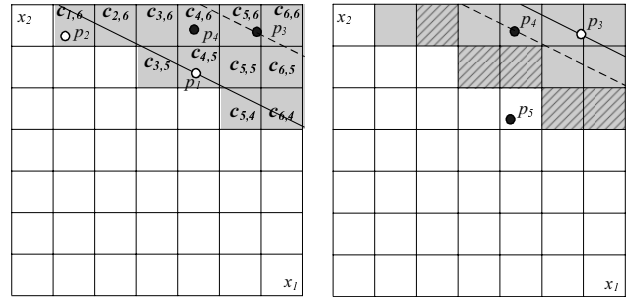 x2 c1,6 c2,6 c3,6 c4,6 c5,6 c6,6
p2 p4 p3
c3,5 c4,5 c5,5 c6,5
p1
c5,4 c6,4
x1
x2 p4 p3
p5
x1